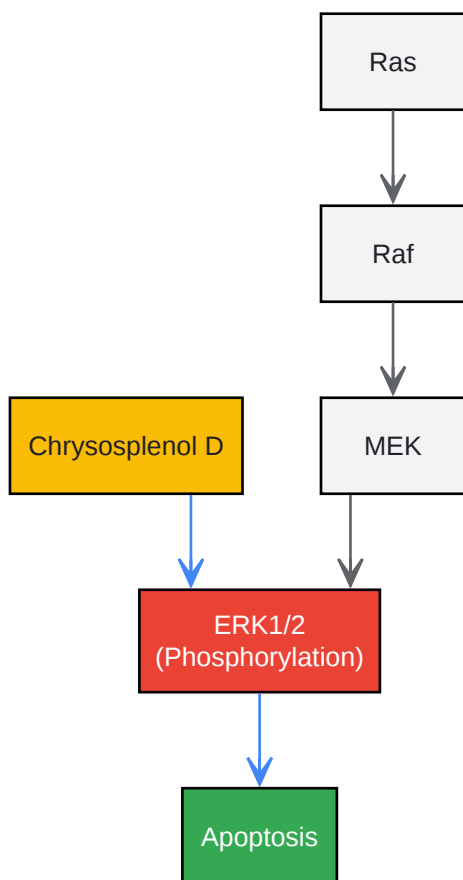 Ras
Raf
Chrysosplenol D
MEK
ERK1/2
(Phosphorylation)
Apoptosis